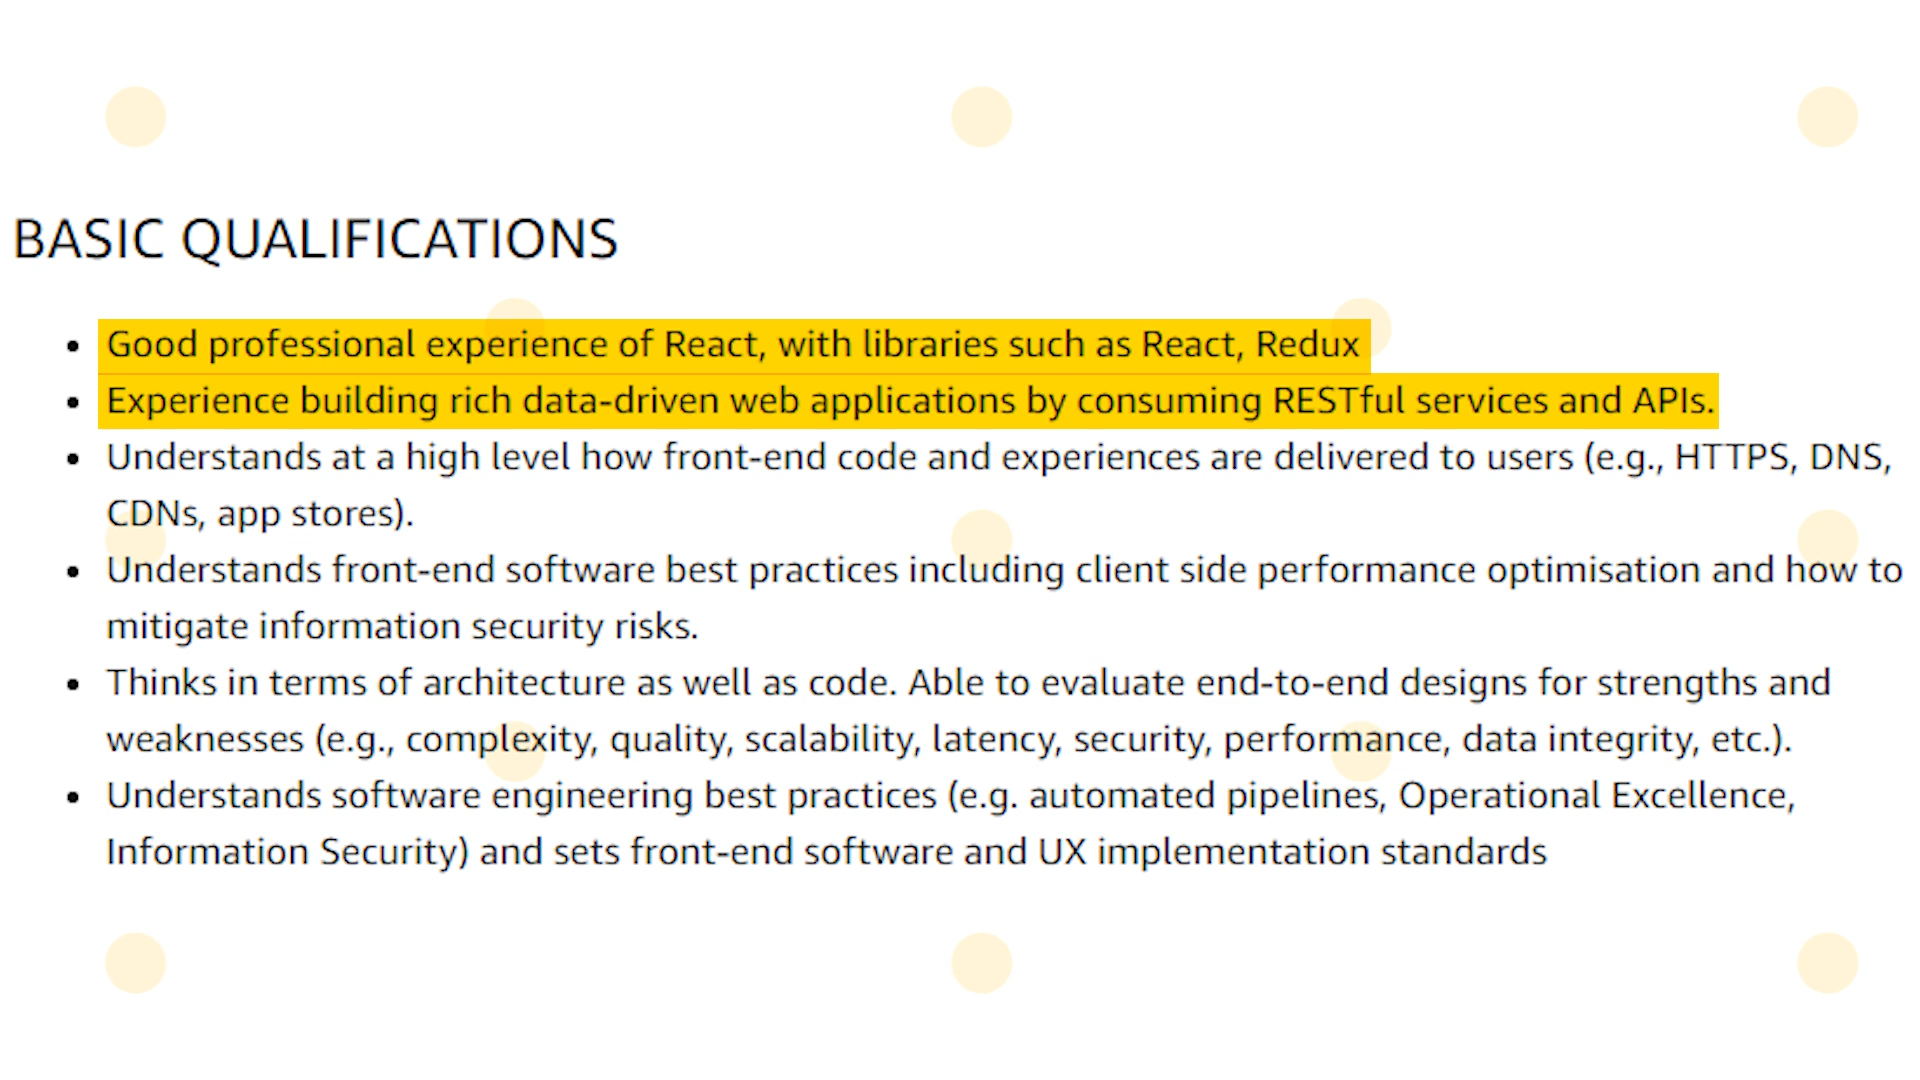 BASIC QUALIFICATIONS
• Good professional experience of React, with libraries such as React, Redux
• Experience building rich data-driven web applications by consuming RESTful services and APIs.
• Understands at a high level how front-end code and experiences are delivered to users (e.g., HTTPS, DNS,
CDNs, app stores).
• Understands front-end software best practices including client side performance optimisation and how to
mitigate information security risks.
• Thinks in terms of architecture as well as code. Able to evaluate end-to-end designs for strengths and
weaknesses (e.g., complexity, quality, scalability, latency, security, performance, data integrity, etc.).
• Understands software engineering best practices (e.g. automated pipelines, Operational Excellence,
Information Security) and sets front-end software and UX implementation standards